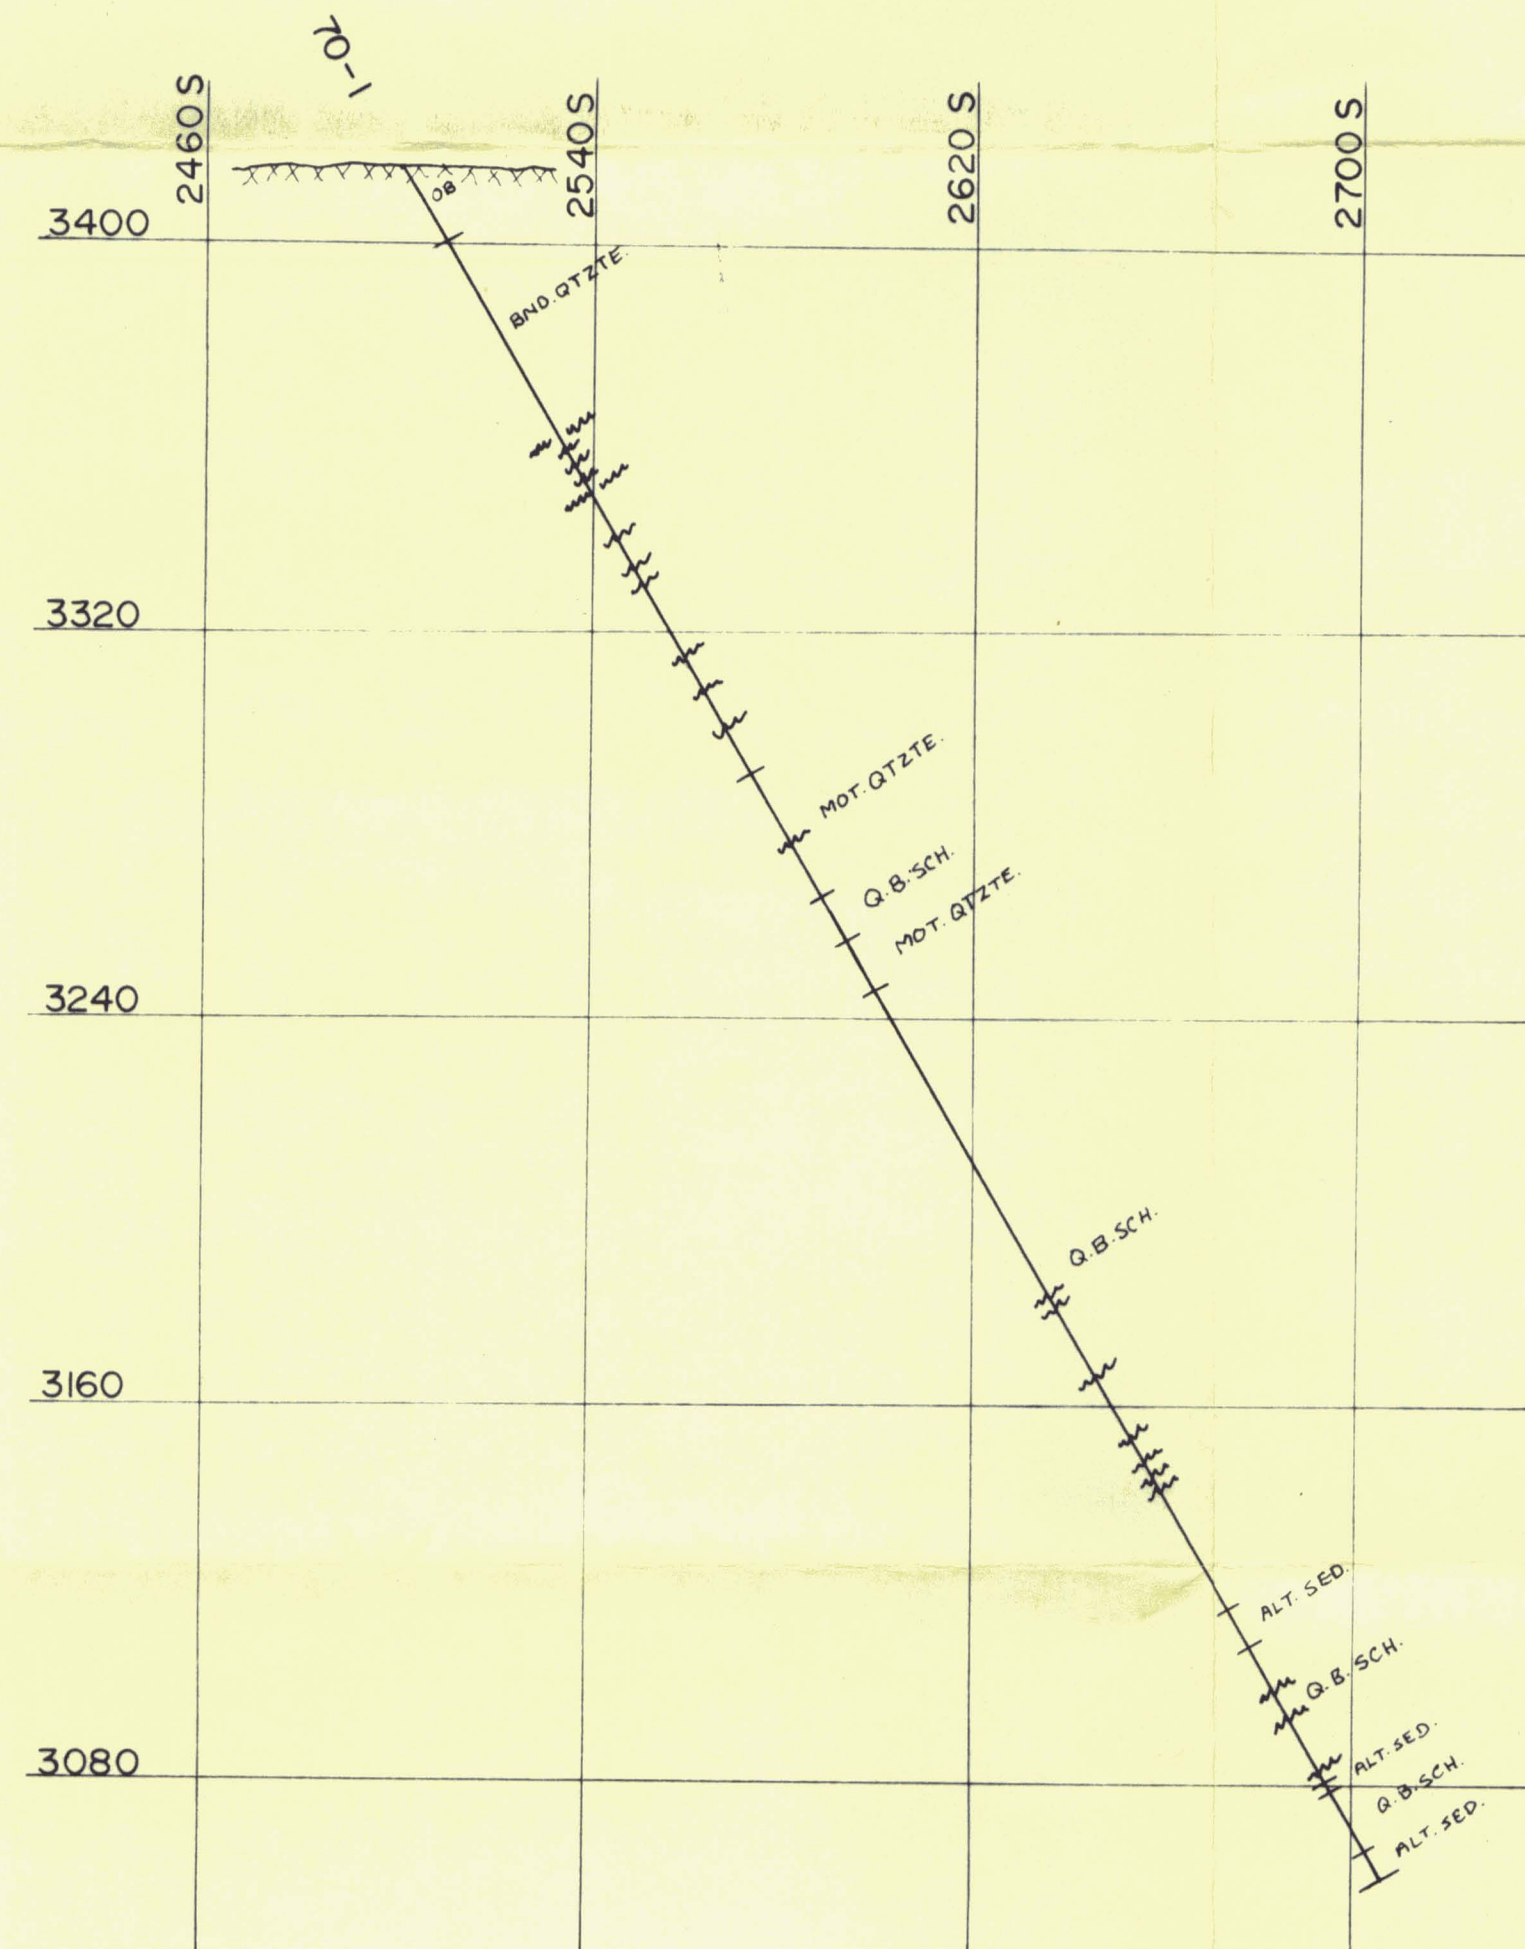 70-1
2460 S
2540 S
2620 S
2700 S
OB
3400
BND. QTZTE.
3320
MOT. QTZTE.
Q.B. SCH.
MOT. QTZTE.
3240
Q.B. SCH.
3160
ALT. SED.
Q.B. SCH.
3080
ALT. SED.
Q.B. SCH.
ALT. SED.